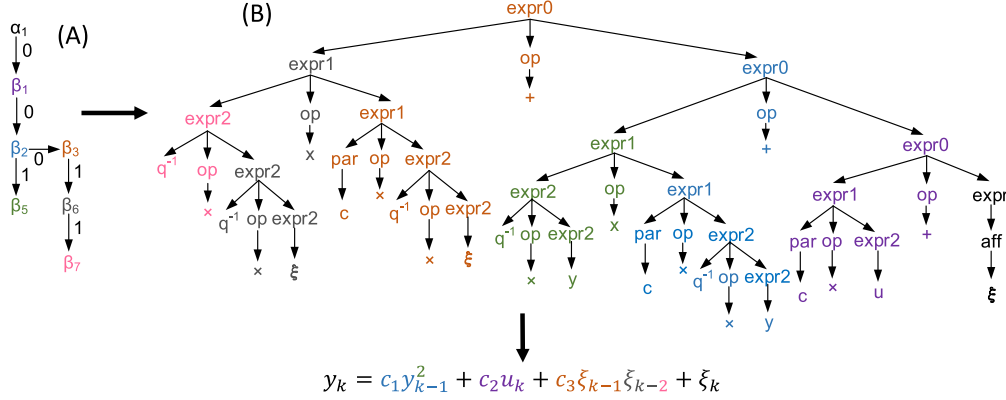 (A)
α₁
0
β₁
0
β₂ 0 β₃
1 1
β₅ β₆
1
β₇
(B)
expr0
expr1 op expr0
+
expr2 op expr1 expr1 op expr0
x +
q⁻¹ op expr2 par op expr2 expr2 op expr1 expr1 op expr
× c × x +
q⁻¹ op expr2 q⁻¹ op expr2 q⁻¹ op expr2 par op expr2 par op expr2 aff
× ξ × ξ × y c × c × u ξ
q⁻¹ op expr2
× y
yₖ = c₁y²ₖ₋₁ + c₂uₖ + c₃ξₖ₋₁ξₖ₋₂ + ξₖ